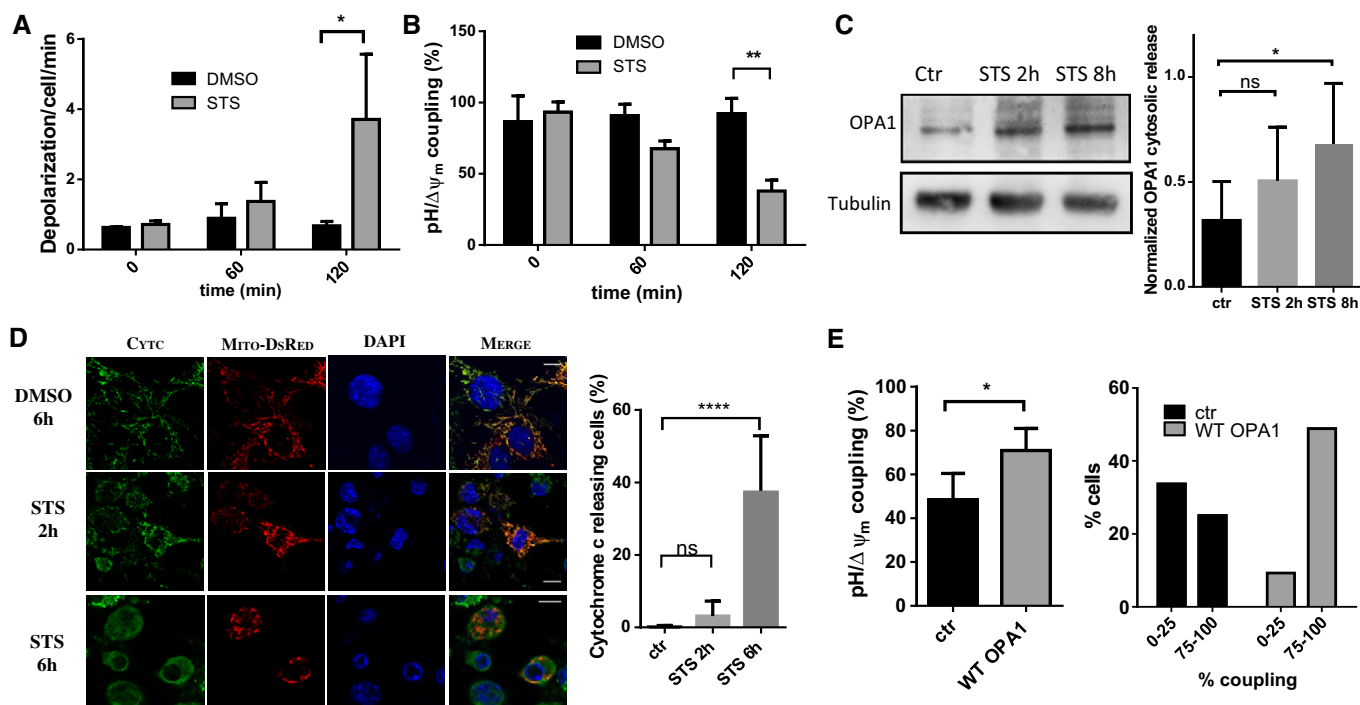 A
Depolarization/cell/min
6
4
2
0
DMSO
STS
*
0
60
120
time (min)
B
pH/Δψm coupling (%)
150
100
50
0
DMSO
STS
**
0
60
120
time (min)
C
Ctr
STS 2h
STS 8h
OPA1
Tubulin
Normalized OPA1 cytosolic release
1.0
0.5
0.0
*
ns
ctr
STS 2h
STS 8h
D
CYTC
MITO-DSRED
DAPI
MERGE
DMSO
6h
STS
2h
STS
6h
Cytochrome c releasing cells (%)
60
40
20
0
****
ns
ctr
STS 2h
STS 6h
E
pH/Δ ψm coupling (%)
100
80
60
40
20
0
*
ctr
WT OPA1
% cells
60
40
20
0
ctr
WT OPA1
0-25
75-100
0-25
75-100
% coupling